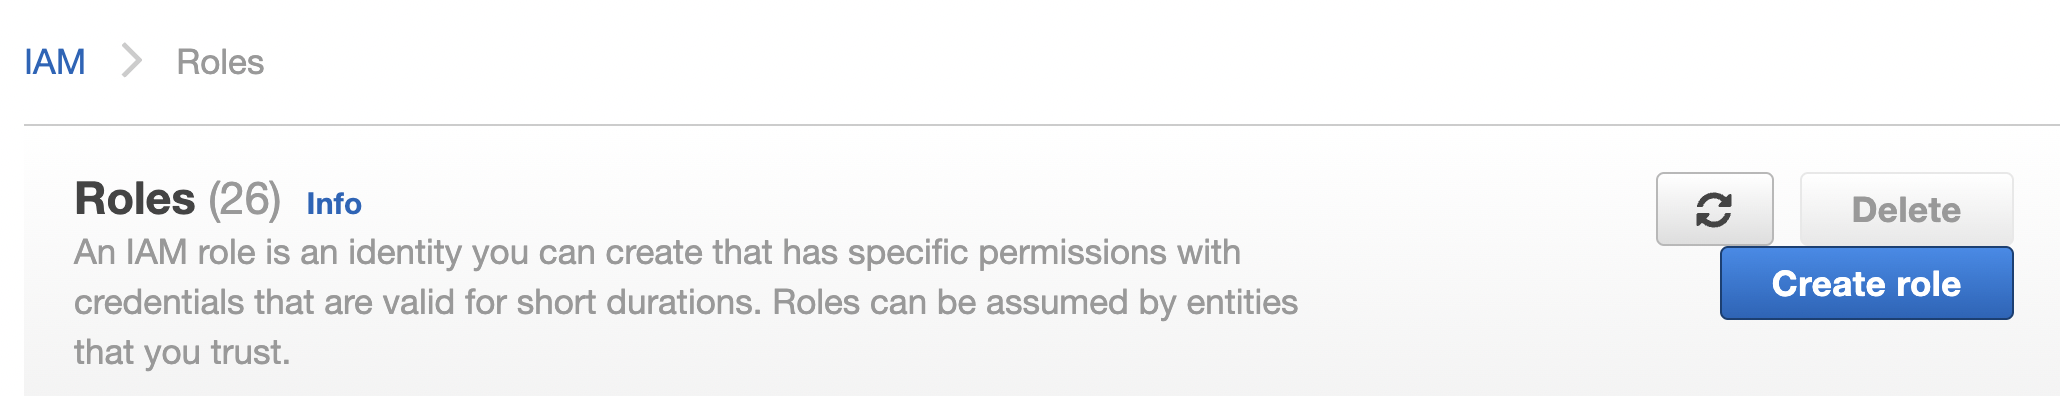 IAM > Roles
Roles (26) Info
An IAM role is an identity you can create that has specific permissions with
credentials that are valid for short durations. Roles can be assumed by entities
that you trust.
Delete
Create role